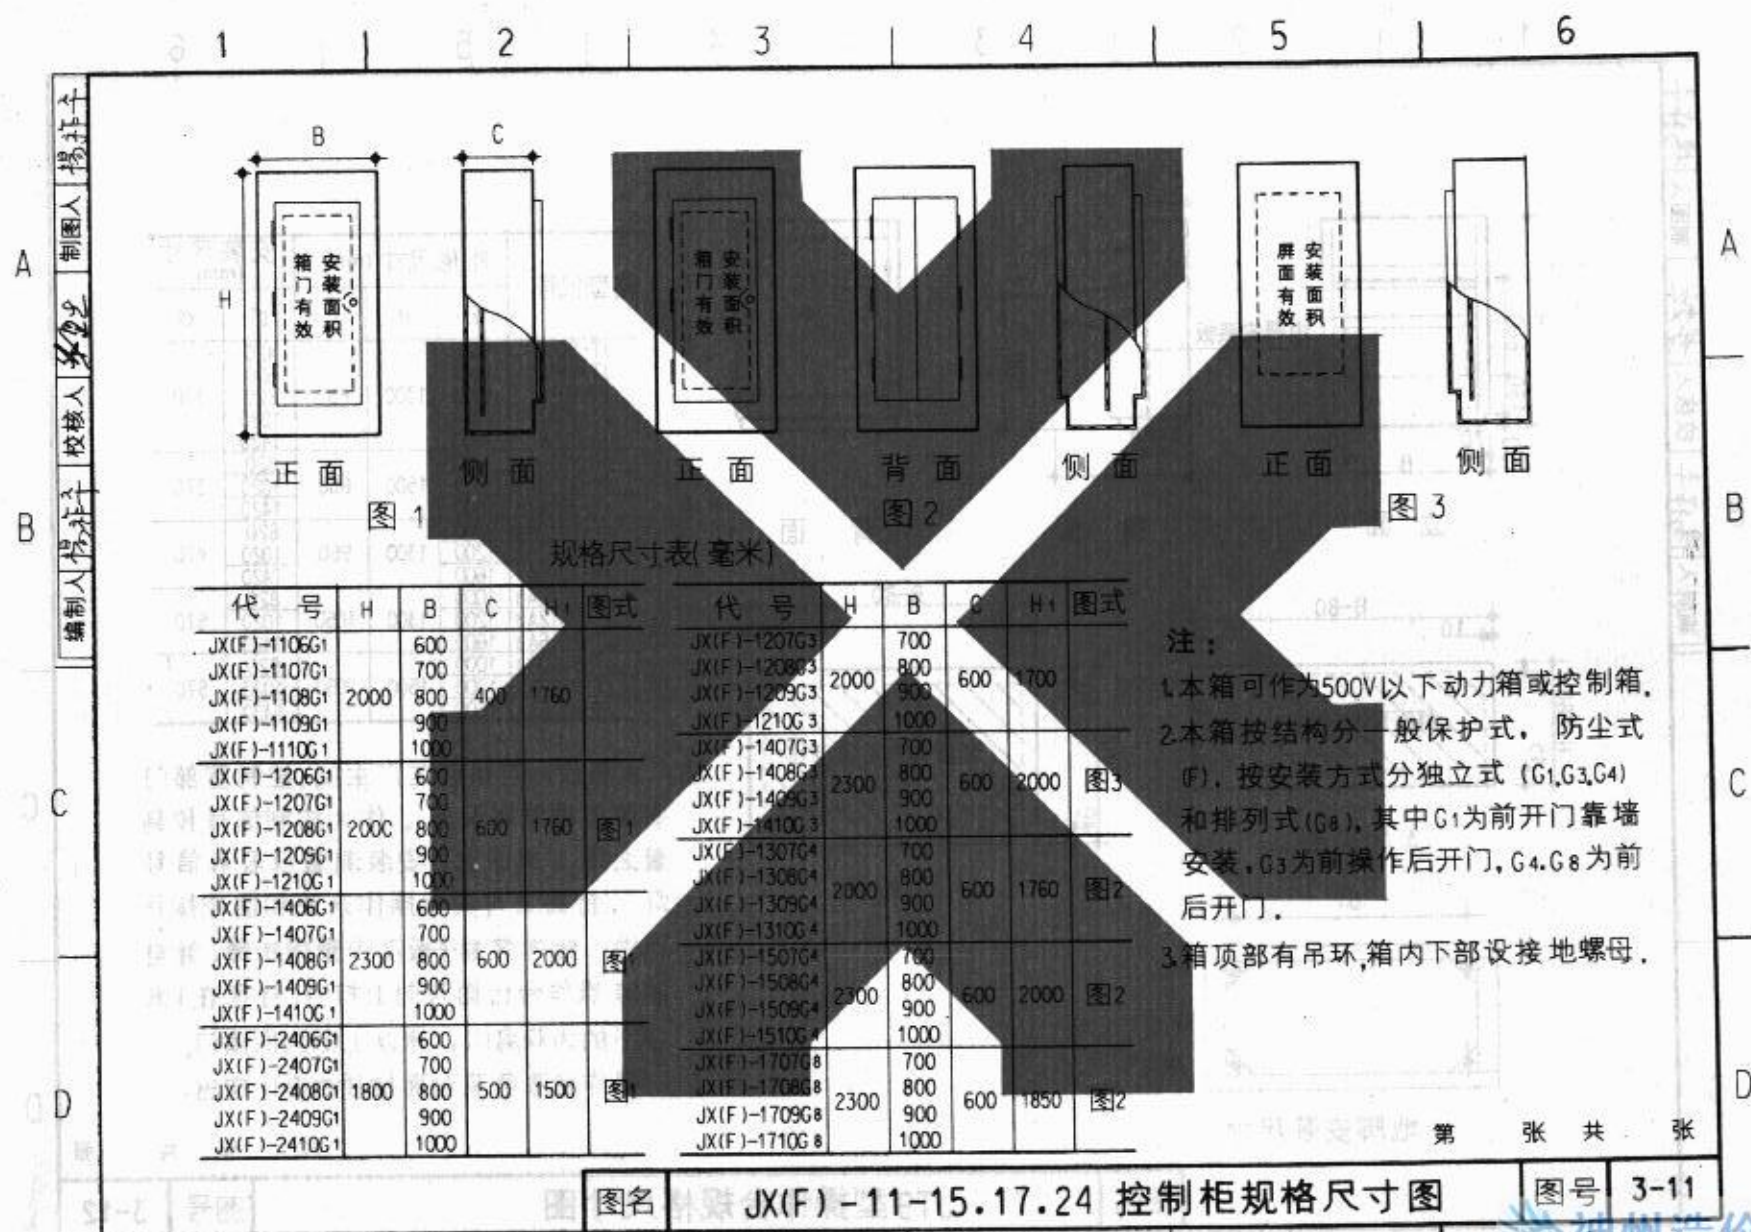 1 2 3 4 5 6
A A
B B
C C
D D
制图人
校核人
编制人
B C
H
箱门有效
安装面积
箱门有效
安装面积
屏面有效
安装面积
正面 侧面 正面 背面 侧面 正面 侧面
图1 图2 图3
规格尺寸表(毫米)
代号 H B C H1 图式
JX(F)-1106G1 600
JX(F)-1107G1 700
JX(F)-1108G1 2000 800 400 1760
JX(F)-1109G1 900
JX(F)-1110G1 1000
JX(F)-1206G1 600
JX(F)-1207G1 700
JX(F)-1208G1 2000 800 600 1760 图1
JX(F)-1209G1 900
JX(F)-1210G1 1000
JX(F)-1406G1 600
JX(F)-1407G1 700
JX(F)-1408G1 2300 800 600 2000 图1
JX(F)-1409G1 900
JX(F)-1410G1 1000
JX(F)-2406G1 600
JX(F)-2407G1 700
JX(F)-2408G1 1800 800 500 1500 图1
JX(F)-2409G1 900
JX(F)-2410G1 1000
代号 H B C H1 图式
JX(F)-1207G3 700
JX(F)-1208G3 800
2000 600 1700
JX(F)-1209G3 900
JX(F)-1210G3 1000
JX(F)-1407G3 700
JX(F)-1408G3 800
2300 600 2000 图3
JX(F)-1409G3 900
JX(F)-1410G3 1000
JX(F)-1307G4 700
JX(F)-1308G4 800
2000 600 1760 图2
JX(F)-1309G4 900
JX(F)-1310G4 1000
JX(F)-1507G4 700
JX(F)-1508G4 800
2300 600 2000 图2
JX(F)-1509G4 900
JX(F)-1510G4 1000
JX(F)-1707G8 700
JX(F)-1708G8 800
2300 600 1850 图2
JX(F)-1709G8 900
JX(F)-1710G8 1000
注：
1.本箱可作为500V以下动力箱或控制箱.
2.本箱按结构分一般保护式, 防尘式
(F). 按安装方式分独立式 (G1.G3.G4)
和排列式(G8), 其中G1为前开门靠墙
安装, G3为前操作后开门, G4.G8为前
后开门.
3.箱顶部有吊环,箱内下部设接地螺母.
第 张 共 张
图名 JX(F)-11-15.17.24 控制柜规格尺寸图 图号 3-11